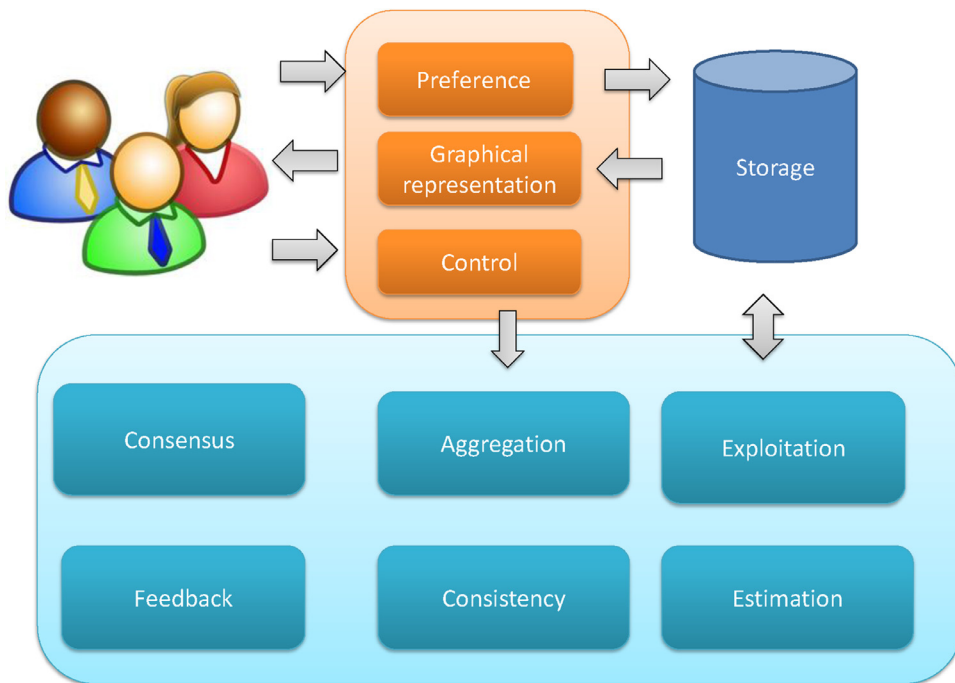 Preference
Graphical
representation
Storage
Control
Consensus
Aggregation
Exploitation
Feedback
Consistency
Estimation